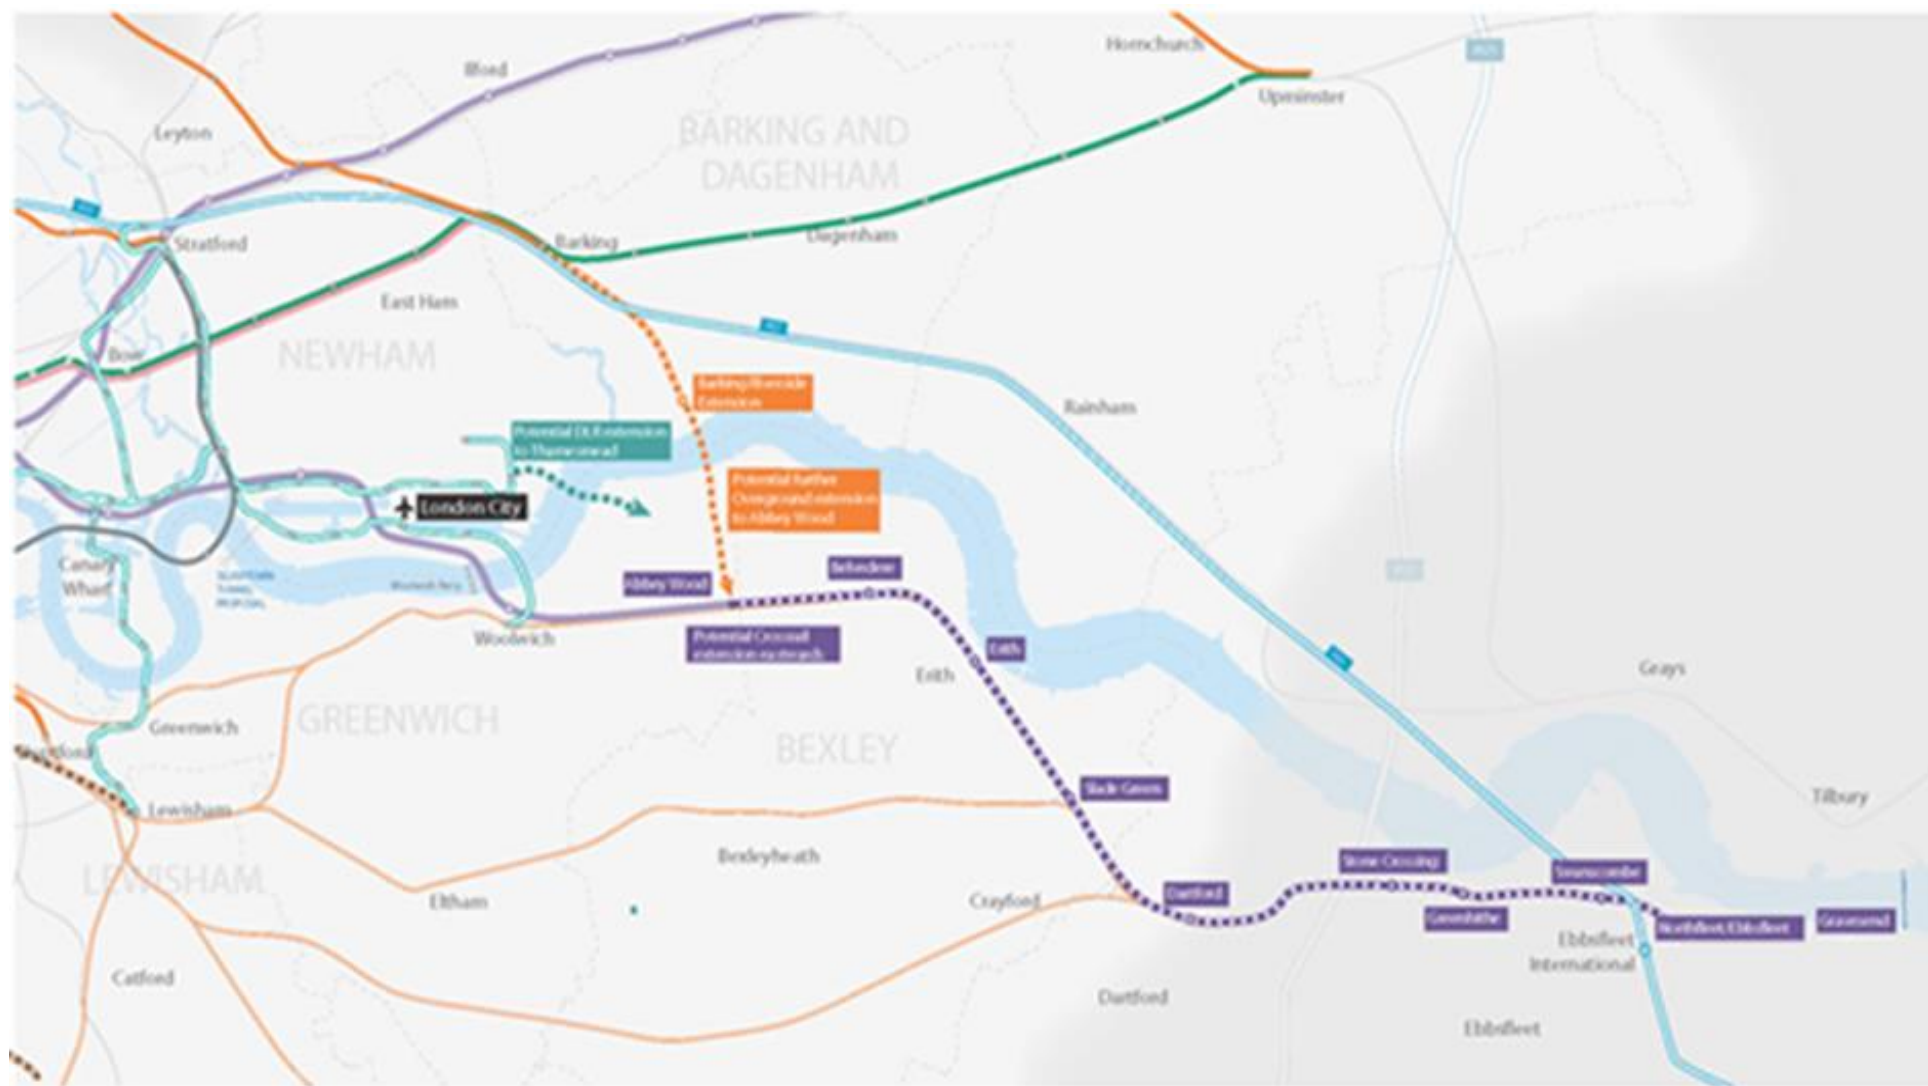 Hornchurch
Ilford
Upminster
Leyton
BARKING AND
DAGENHAM
Stratford
Barking
Dagenham
East Ham
Bow
NEWHAM
Barking Riverside
Extension
Rainham
Potential DLR extension
to Thamesmead
Potential further
Overground extension
to Abbey Wood
London City
Canary
Wharf
Woolwich Ferry
Abbey Wood
Belvedere
Woolwich
Potential Crossrail
extension eastwards
Erith
Erith
Grays
GREENWICH
Greenwich
BEXLEY
Slade Green
Tilbury
Lewisham
Bexleyheath
LEWISHAM
Eltham
Crayford
Dartford
Stone Crossing
Swanscombe
Greenhithe
Northfleet/Ebbsfleet
Gravesend
Ebbsfleet
International
Catford
Dartford
Ebbsfleet